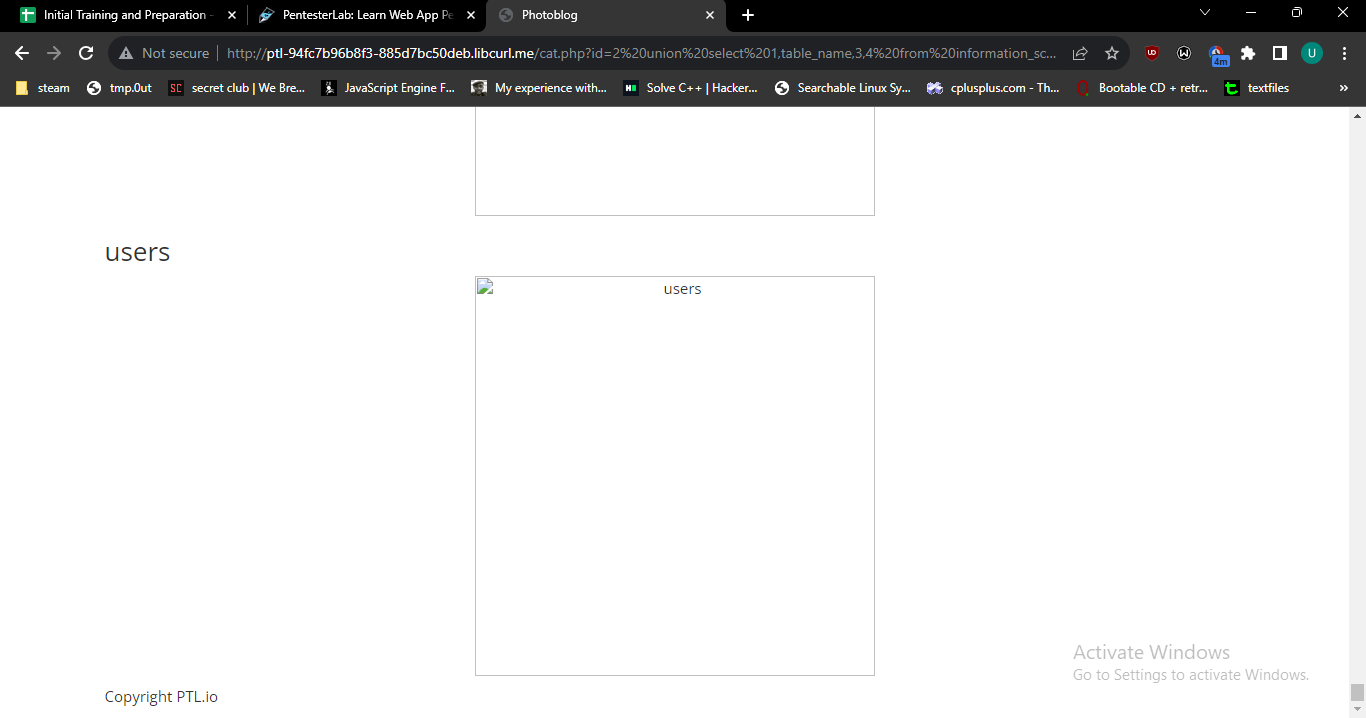 Initial Training and Preparation -
PentesterLab: Learn Web App Pe
Photoblog
Not secure
http://ptl-94fc7b96b8f3-885d7bc50deb.libcurl.me/cat.php?id=2%20union%20select%201,table_name,3,4%20from%20information_sc...
UD
4m
U
steam
tmp.0ut
SC
secret club | We Bre...
JavaScript Engine F...
My experience with...
Solve C++ | Hacker...
Searchable Linux Sy...
cplusplus.com - Th...
Bootable CD + retr...
textfiles
»
users
users
Copyright PTL.io
Activate Windows
Go to Settings to activate Windows.